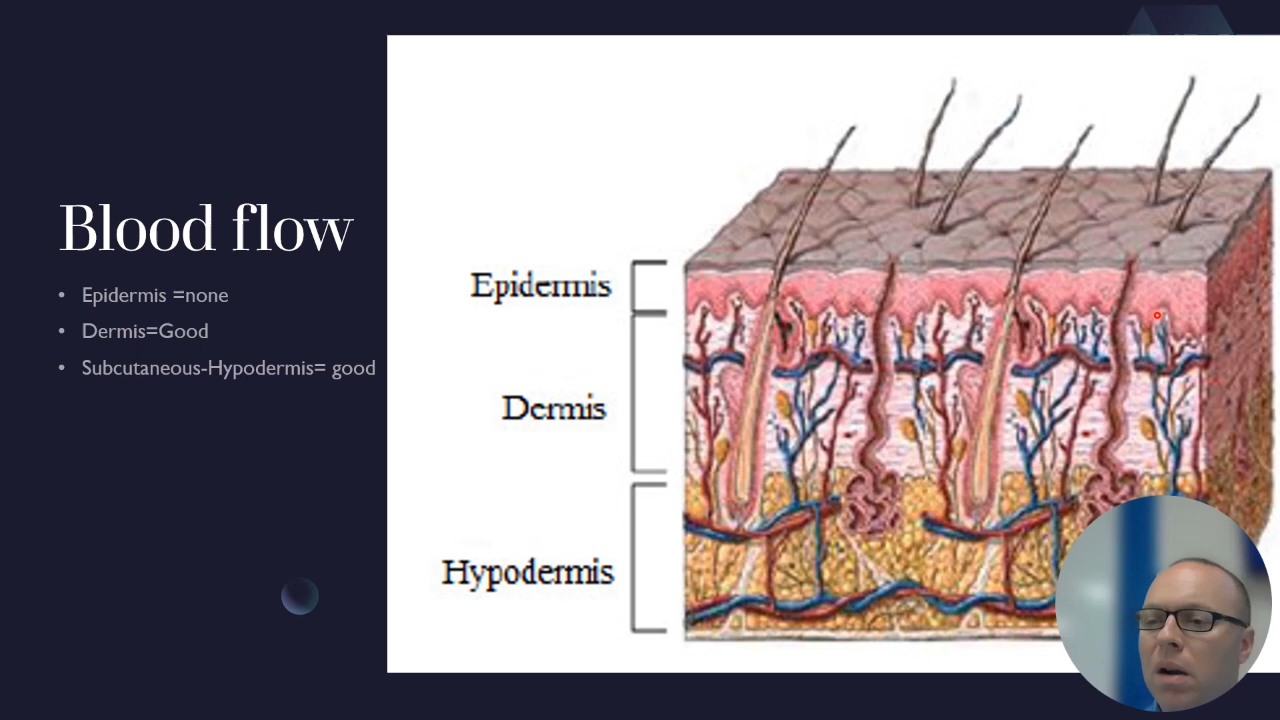 Blood flow
• Epidermis =none
• Dermis=Good
• Subcutaneous-Hypodermis= good
Epidermis
Dermis
Hypodermis